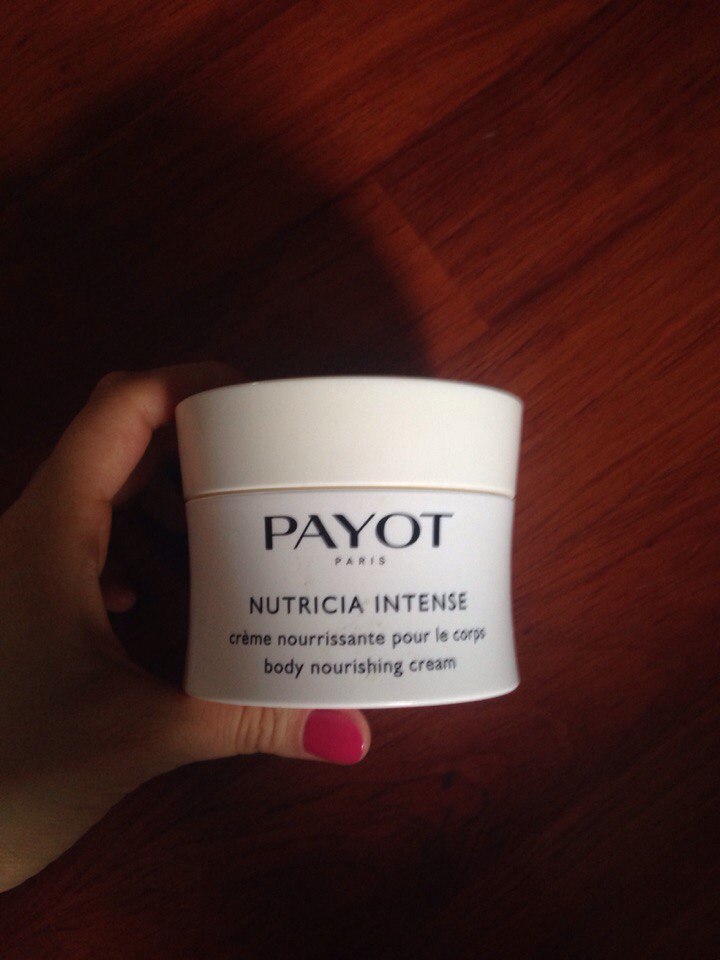 PAYOT
PARIS
NUTRICIA INTENSE
crème nourrissante pour le corps
body nourishing cream